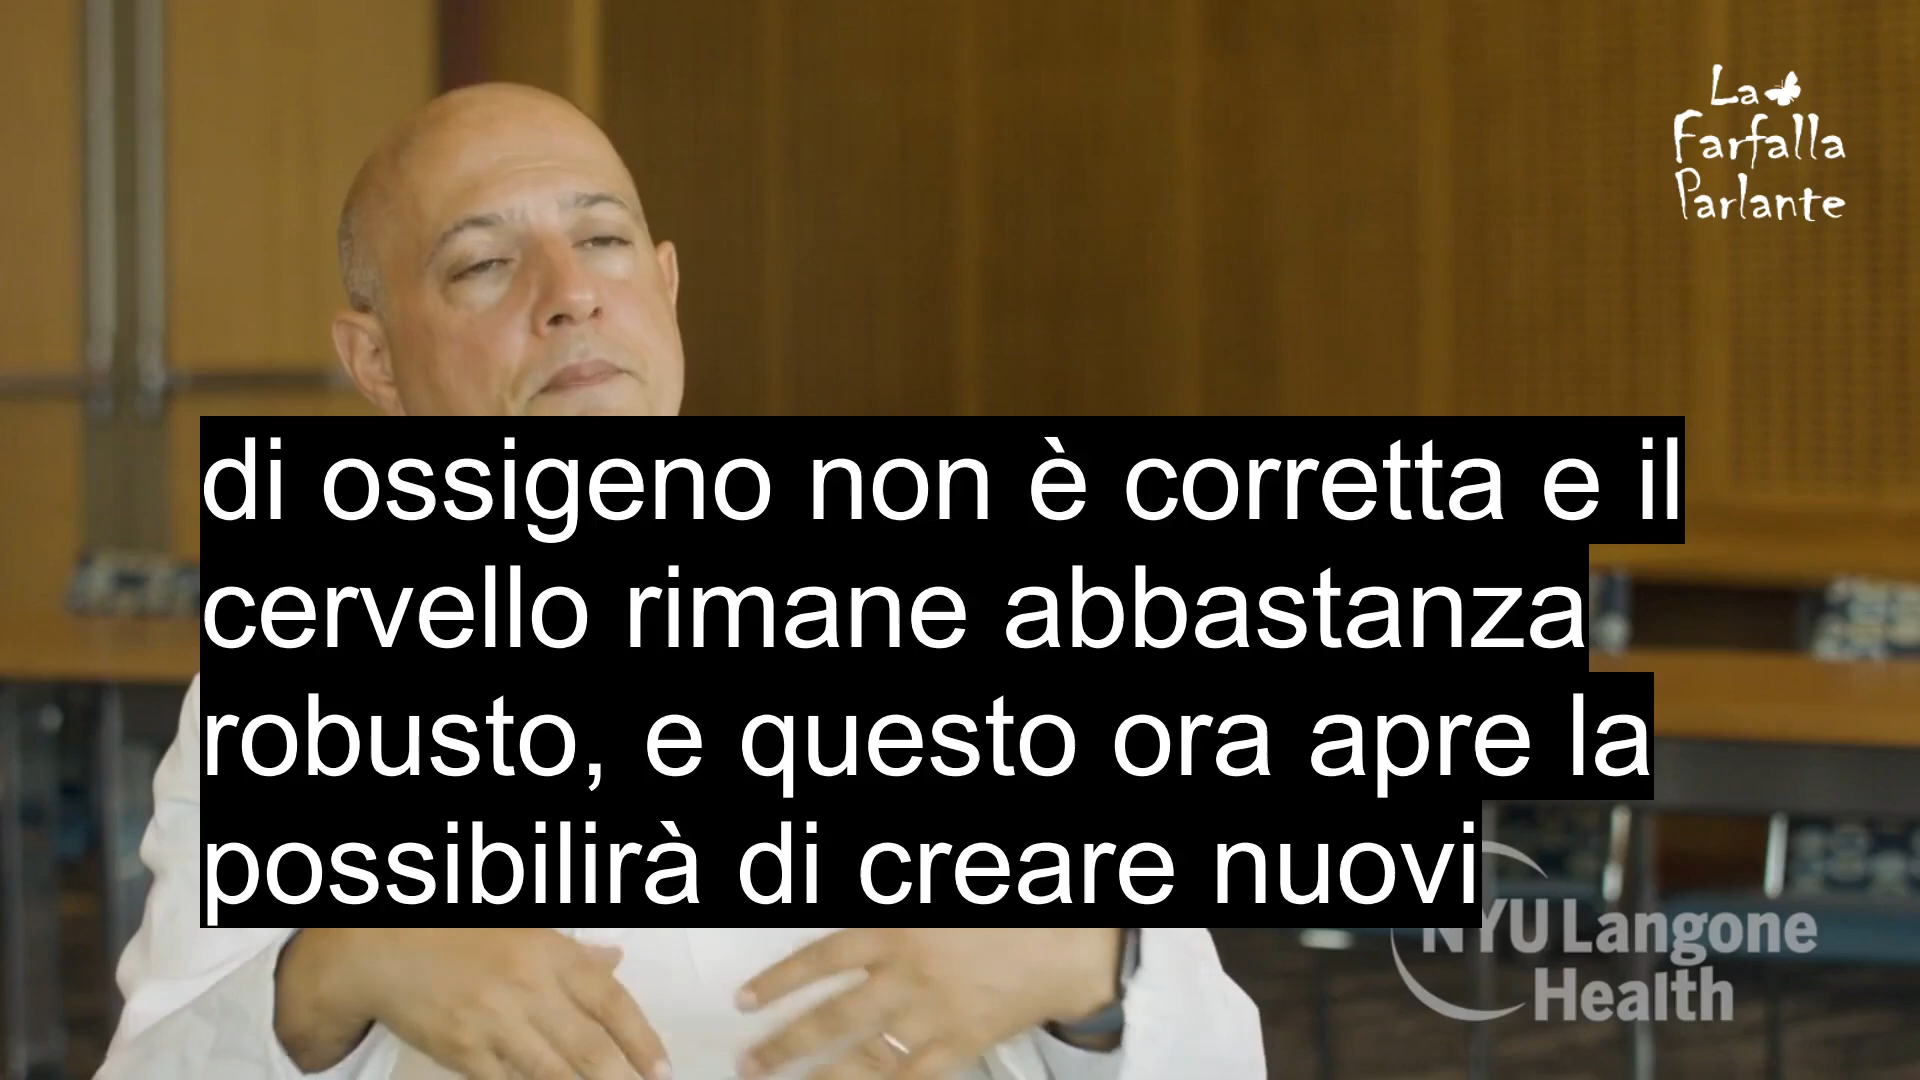 La
Farfalla
Parlante
di ossigeno non è corretta e il
cervello rimane abbastanza
robusto, e questo ora apre la
possibilirà di creare nuovi
NYU Langone
Health